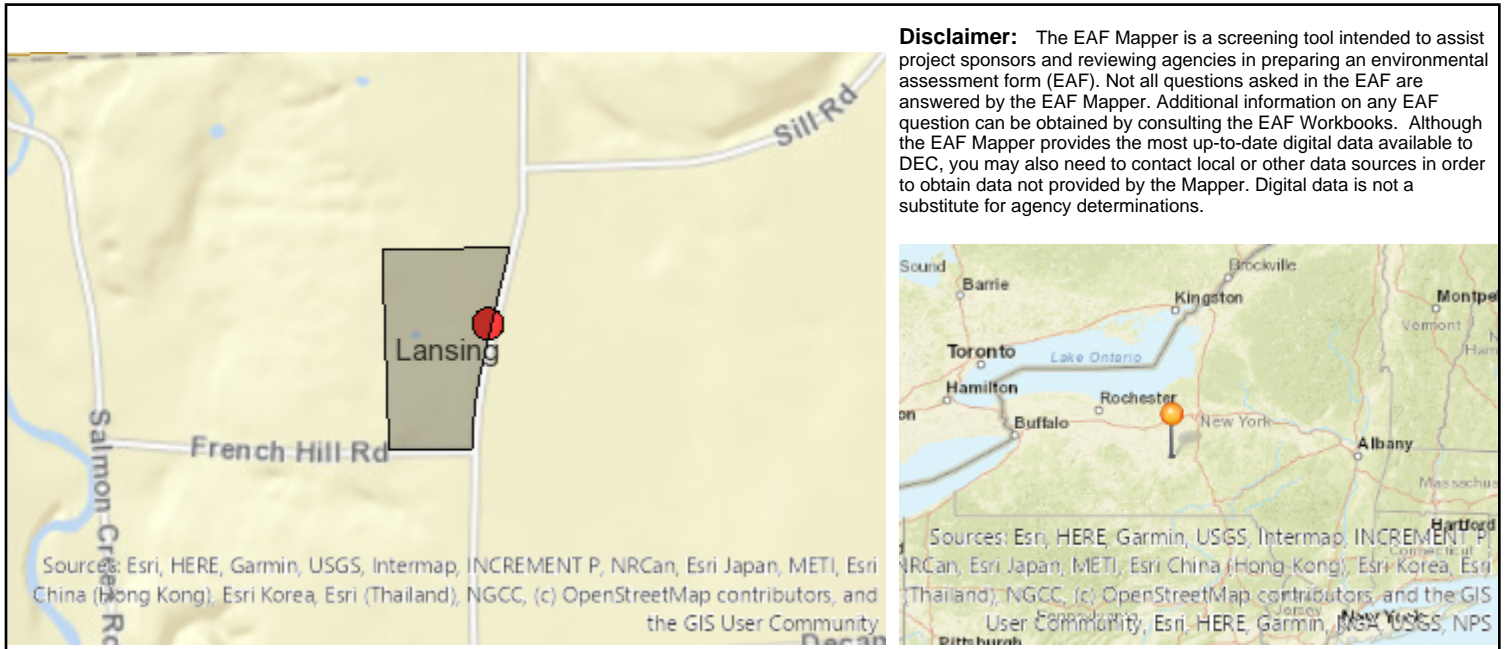 Disclaimer: The EAF Mapper is a screening tool intended to assist
project sponsors and reviewing agencies in preparing an environmental
assessment form (EAF). Not all questions asked in the EAF are
answered by the EAF Mapper. Additional information on any EAF
question can be obtained by consulting the EAF Workbooks. Although
the EAF Mapper provides the most up-to-date digital data available to
DEC, you may also need to contact local or other data sources in order
to obtain data not provided by the Mapper. Digital data is not a
substitute for agency determinations.
Sill Rd
Lansing
French Hill Rd
Salmon Creek Rd
Sources: Esri, HERE, Garmin, USGS, Intermap, INCREMENT P, NRCan, Esri Japan, METI, Esri
China (Hong Kong), Esri Korea, Esri (Thailand), NGCC, (c) OpenStreetMap contributors, and
the GIS User Community
Sound
Barrie
Brockville
Kingston
Montpe
Vermont
Toronto
Lake Ontario
Hamilton
Rochester
Buffalo
New York
Albany
Massachus
Hartford
Connecticut
Sources: Esri, HERE, Garmin, USGS, Intermap, INCREMENT P,
NRCan, Esri Japan, METI, Esri China (Hong Kong), Esri Korea, Esri
(Thailand), NGCC, (c) OpenStreetMap contributors, and the GIS
User Community, Esri, HERE, Garmin, NGA, USGS, NPS
Pennsylvania
Jersey
New York
Pittsburgh